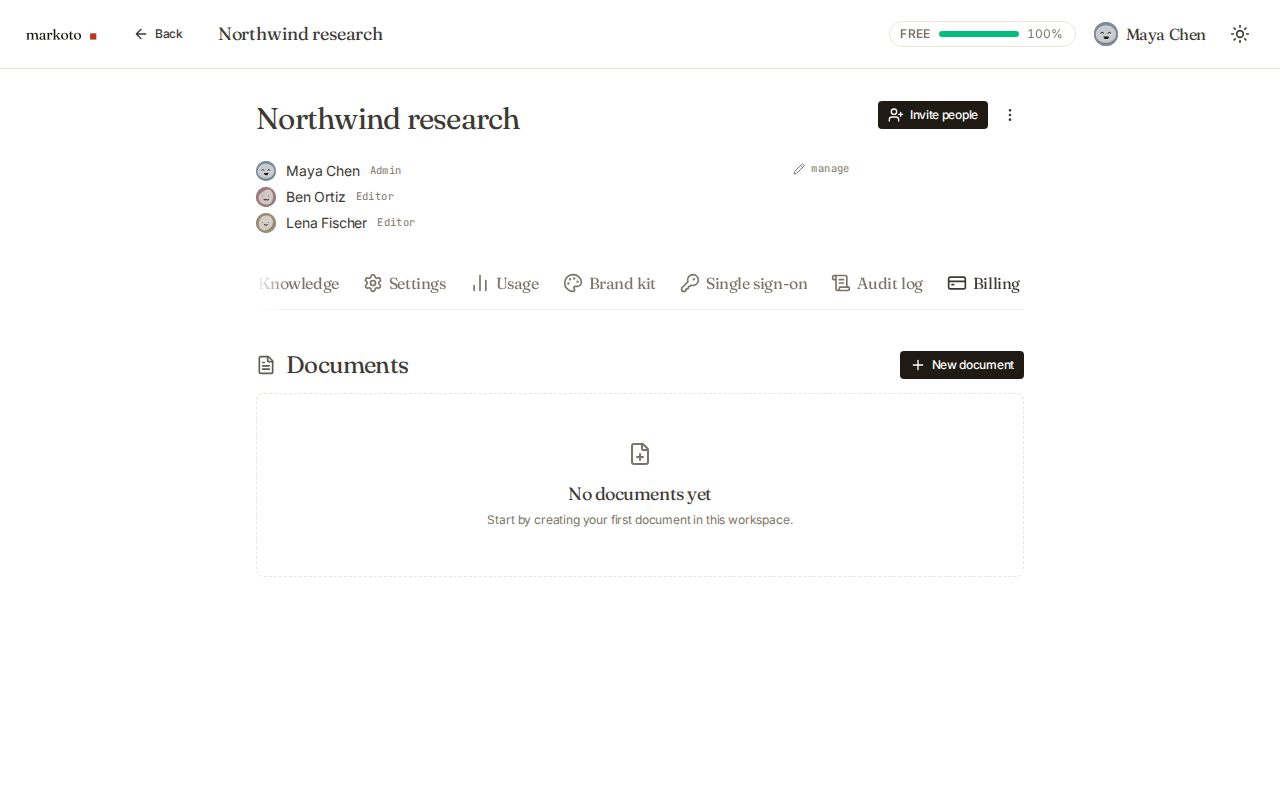 markoto
Back
Northwind research
FREE 100%
Maya Chen
Northwind research
Invite people
Maya Chen Admin
manage
Ben Ortiz Editor
Lena Fischer Editor
Knowledge Settings Usage Brand kit Single sign-on Audit log Billing
Documents
New document
No documents yet
Start by creating your first document in this workspace.